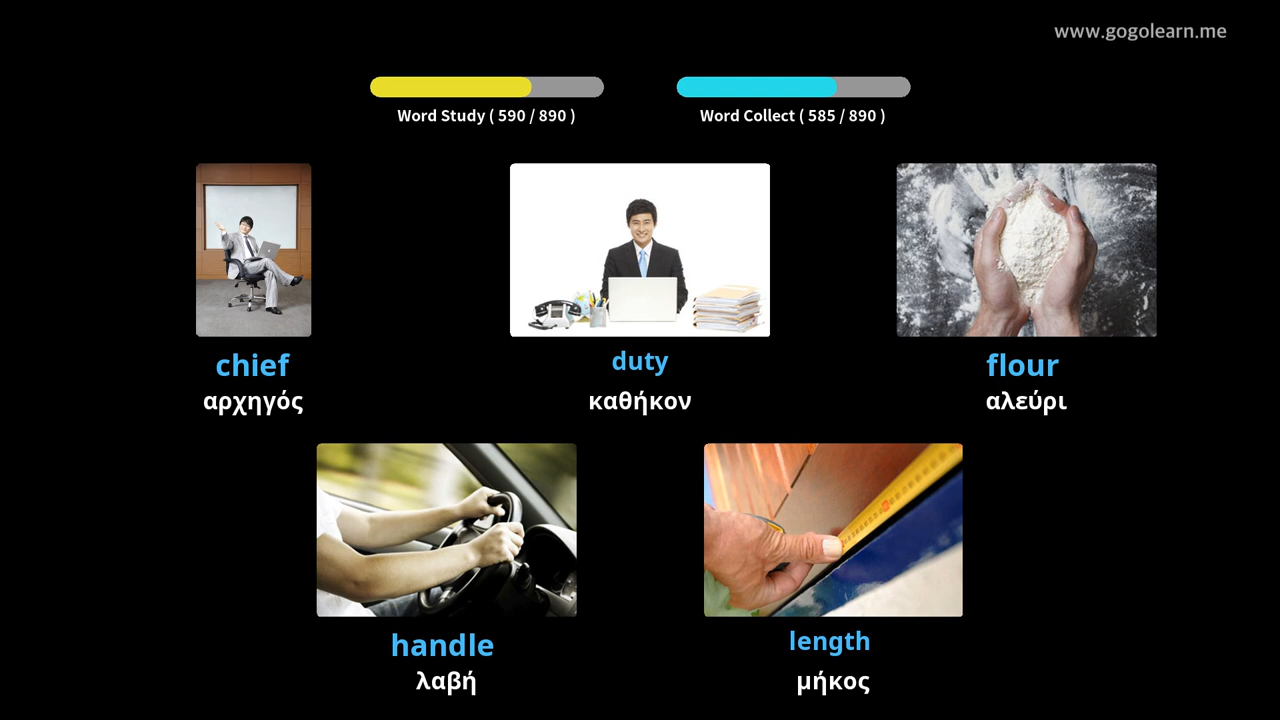 www.gogolearn.me
Word Study ( 590 / 890 )
Word Collect ( 585 / 890 )
chief
αρχηγός
duty
καθήκον
flour
αλεύρι
handle
λαβή
length
μήκος